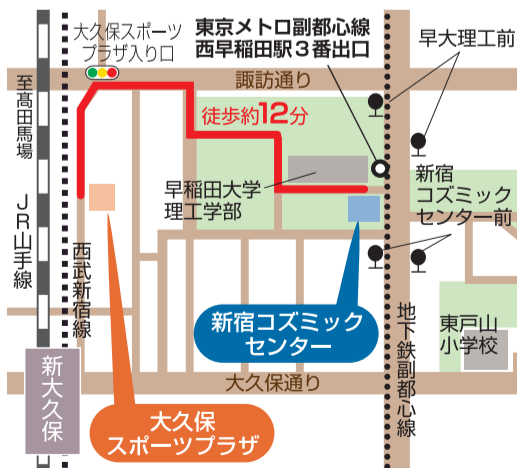 大久保スポーツ
プラザ入り口
東京メトロ副都心線
西早稲田駅3番出口
早大理工前
諏訪通り
至髙田馬場
徒歩約12分
早稲田大学
理工学部
新宿
コズミック
センター前
JR山手線
西武新宿線
新宿コズミック
センター
地下鉄副都心線
東戸山
小学校
新大久保
大久保通り
大久保
スポーツプラザ